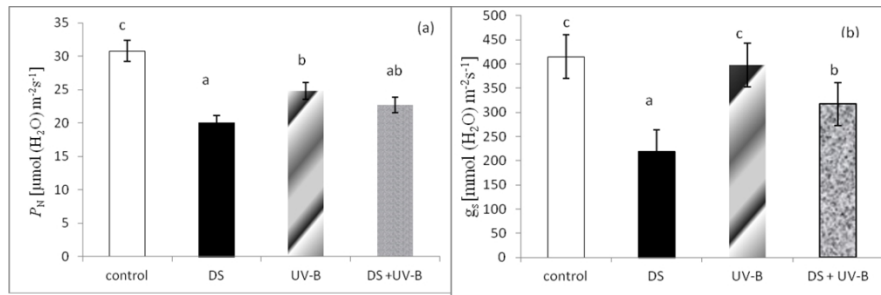 (a)
P_N [µmol (H₂O) m⁻²s⁻¹]
35
30
25
20
15
10
5
0
c
a
b
ab
control DS UV-B DS +UV-B
(b)
g_s [mmol (H₂O) m⁻²s⁻¹]
500
450
400
350
300
250
200
150
100
50
0
c
a
c
b
control DS UV-B DS + UV-B